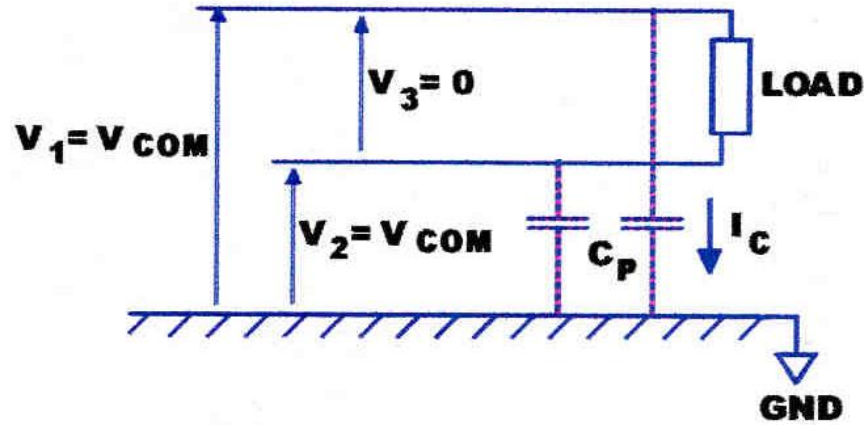 V3= 0
LOAD
V1= VCOM
V2= VCOM
CP
IC
GND